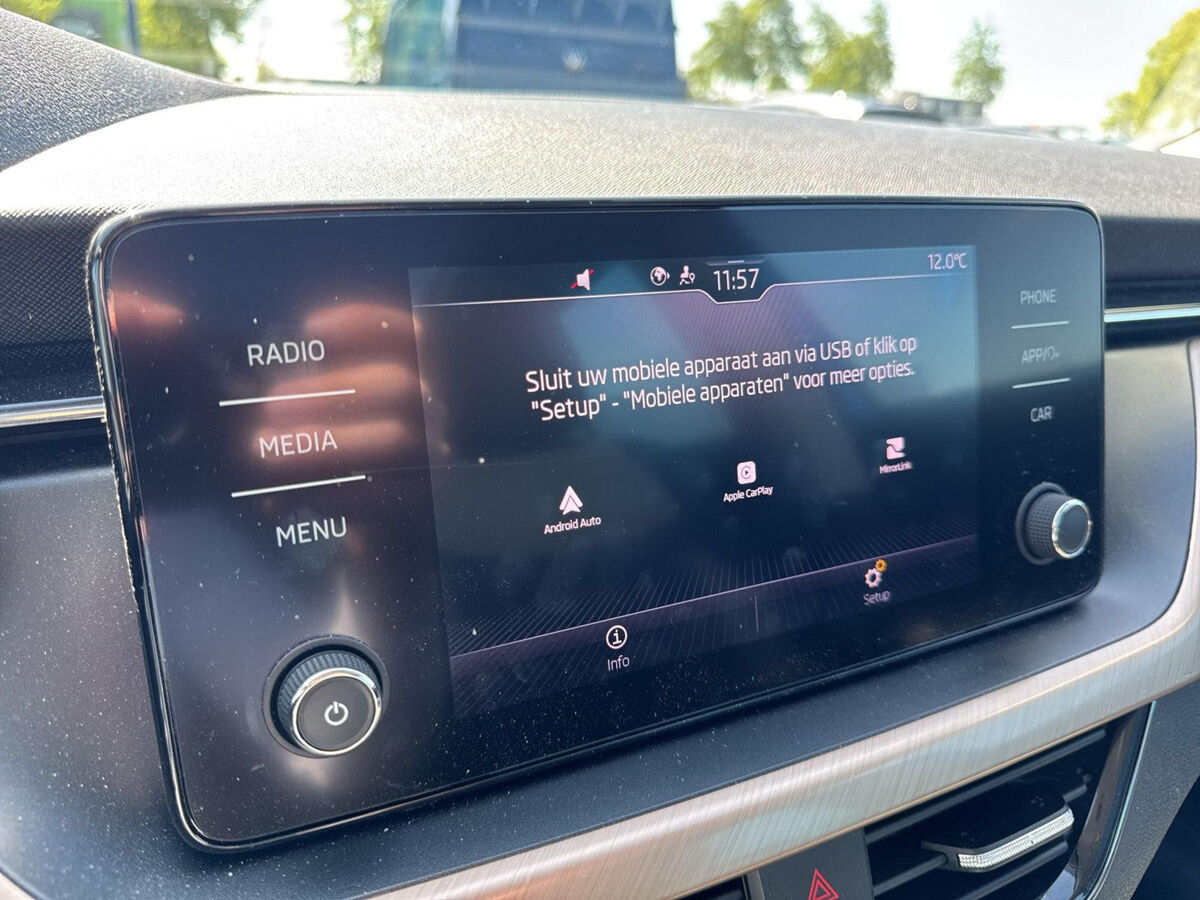 11:57
12.0°C
RADIO
MEDIA
MENU
Sluit uw mobiele apparaat aan via USB of klik op
"Setup" - "Mobiele apparaten" voor meer opties.
Android Auto
Apple CarPlay
MirrorLink
Info
Setup
PHONE
APP/
CAR